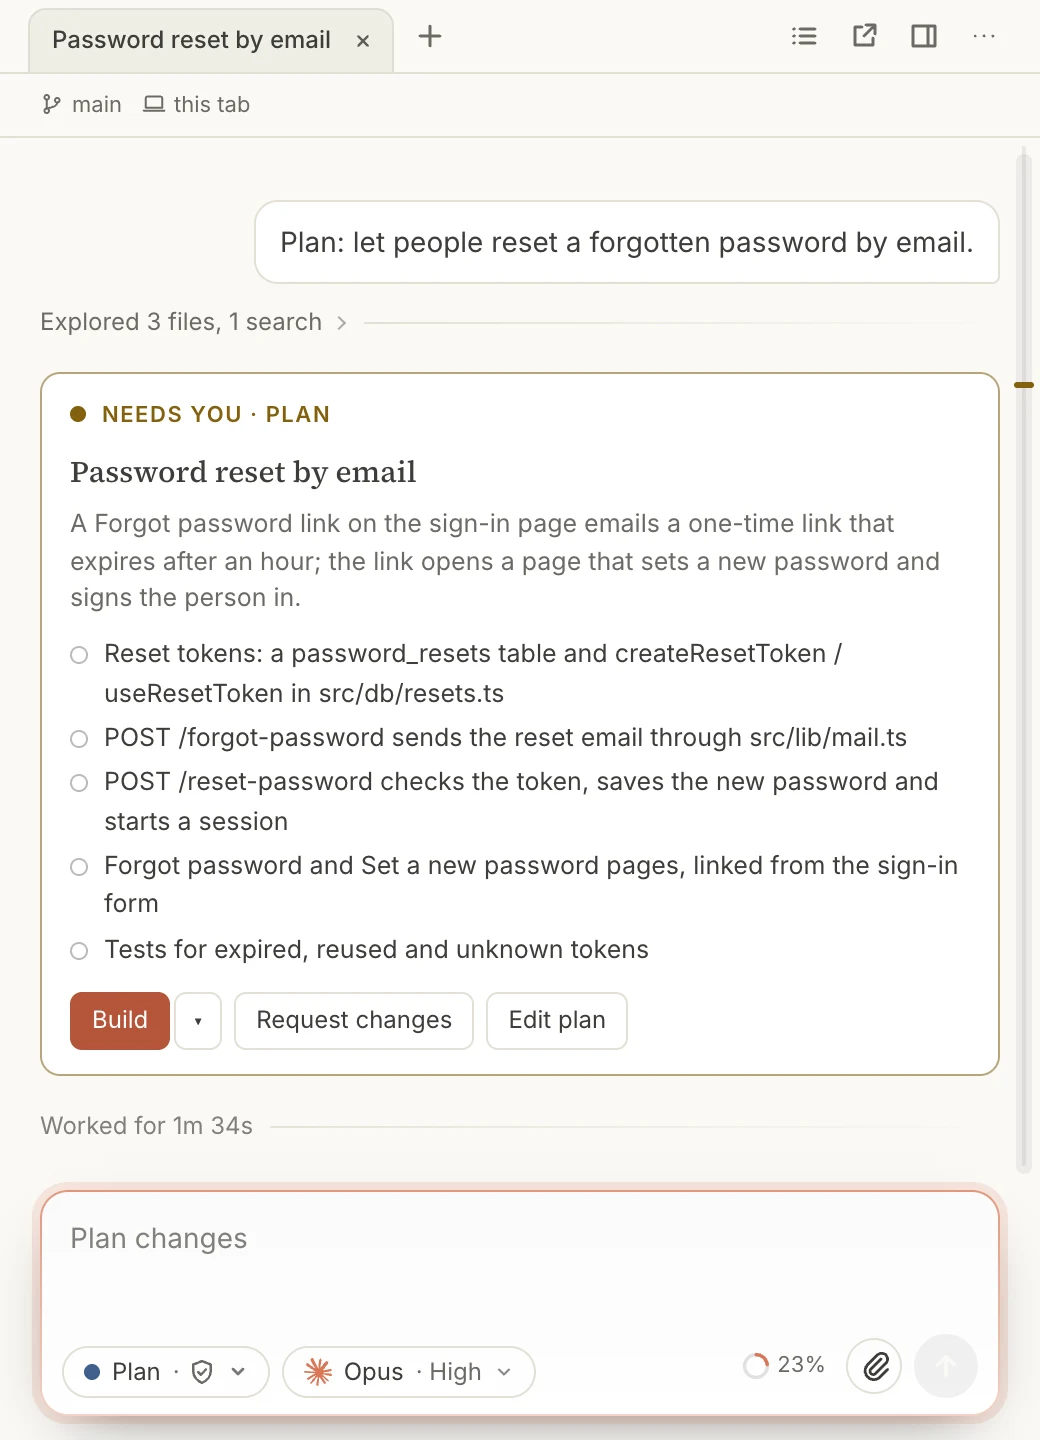 Password reset by email
main this tab
Plan: let people reset a forgotten password by email.
Explored 3 files, 1 search
NEEDS YOU · PLAN
Password reset by email
A Forgot password link on the sign-in page emails a one-time link that
expires after an hour; the link opens a page that sets a new password and
signs the person in.
Reset tokens: a password_resets table and createResetToken /
useResetToken in src/db/resets.ts
POST /forgot-password sends the reset email through src/lib/mail.ts
POST /reset-password checks the token, saves the new password and
starts a session
Forgot password and Set a new password pages, linked from the sign-in
form
Tests for expired, reused and unknown tokens
Build Request changes Edit plan
Worked for 1m 34s
Plan changes
Plan · Opus · High 23%